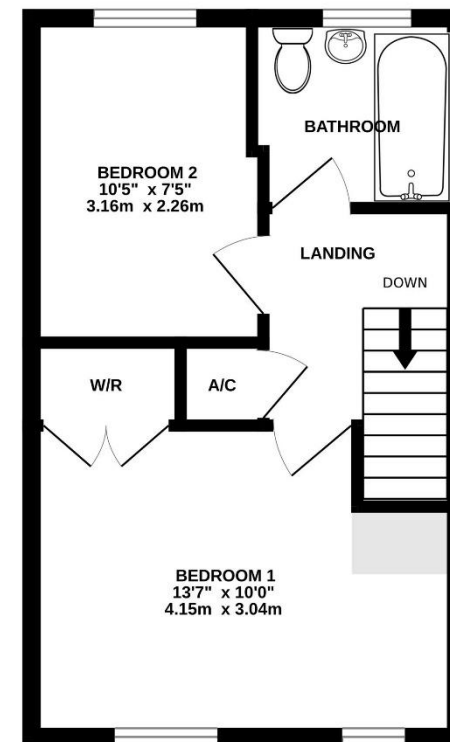 BATHROOM
BEDROOM 2
10'5" x 7'5"
3.16m x 2.26m
LANDING
DOWN
W/R
A/C
BEDROOM 1
13'7" x 10'0"
4.15m x 3.04m